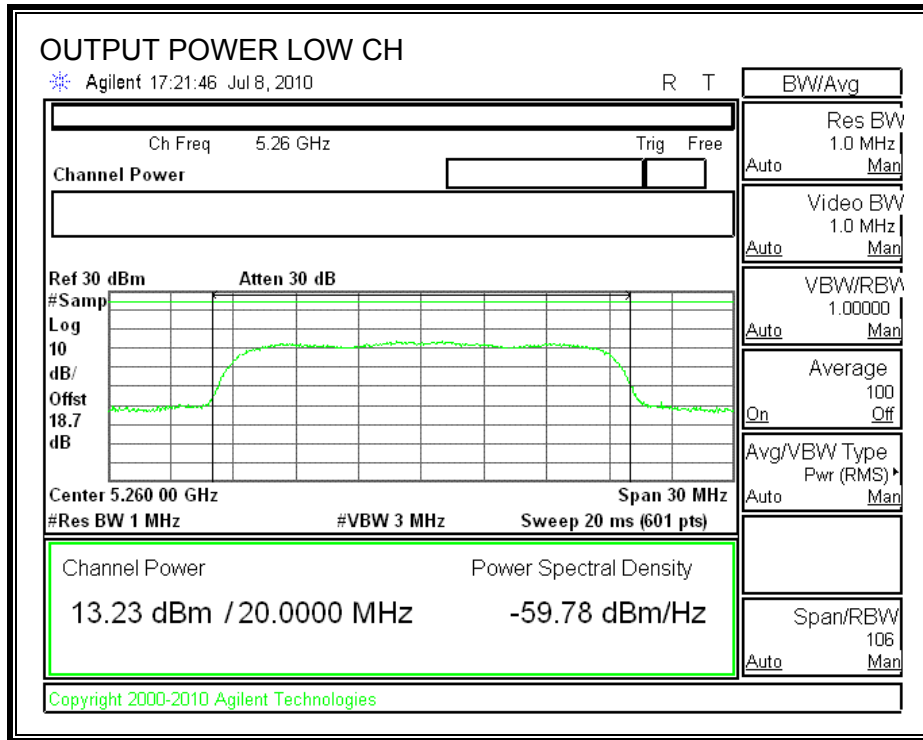 OUTPUT POWER LOW CH
Agilent 17:21:46 Jul 8, 2010 R T
Ch Freq 5.26 GHz Trig Free
Channel Power
Ref 30 dBm Atten 30 dB
#Samp
Log
10
dB/
Offst
18.7
dB
Center 5.260 00 GHz Span 30 MHz
#Res BW 1 MHz #VBW 3 MHz Sweep 20 ms (601 pts)
Channel Power Power Spectral Density
13.23 dBm / 20.0000 MHz -59.78 dBm/Hz
Copyright 2000-2010 Agilent Technologies
BW/Avg
Res BW
1.0 MHz
Auto Man
Video BW
1.0 MHz
Auto Man
VBW/RBW
1.00000
Auto Man
Average
100
On Off
Avg/VBW Type
Pwr (RMS)
Auto Man
Span/RBW
106
Auto Man